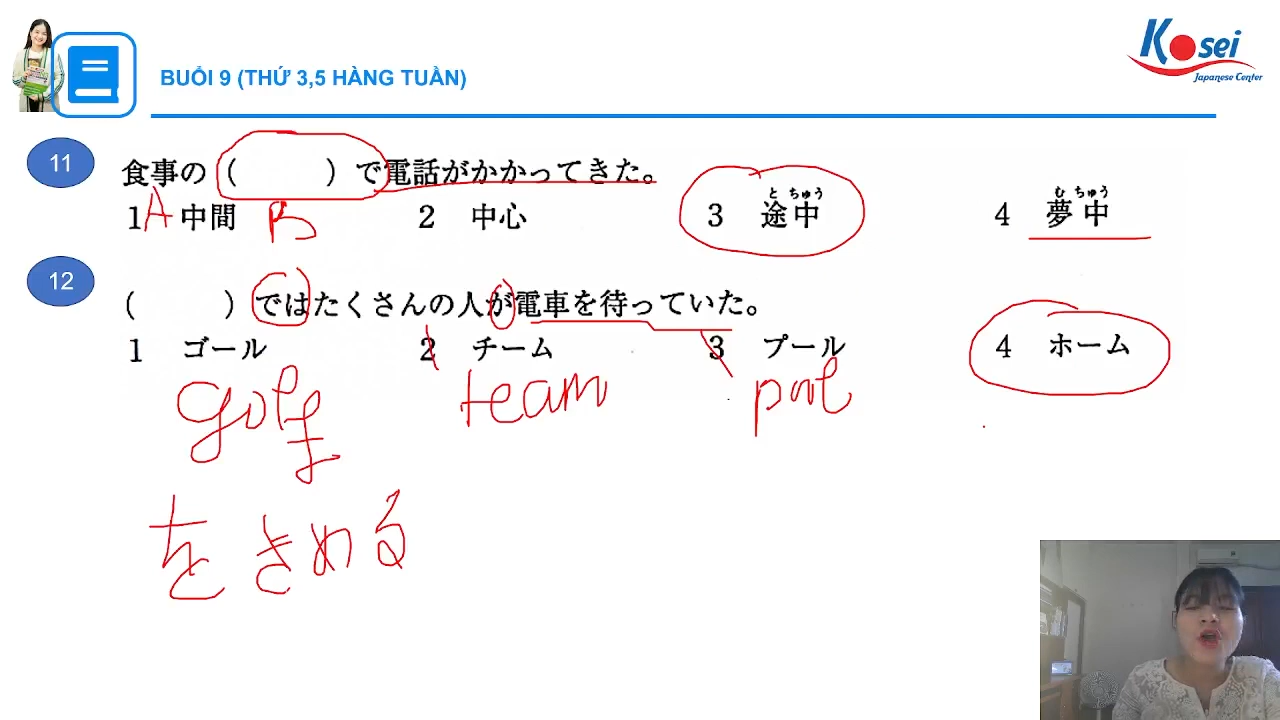 Kosei
Japanese Center
BUỔI 9 (THỨ 3,5 HÀNG TUẦN)
11 食事の ( ) で電話がかかってきた。
1 A 中間 B 2 中心 3 途中 4 夢中
とちゅう むちゅう
12 ( ) ではたくさんの人が電車を待っていた。
1 ゴール 2 チーム 3 プール 4 ホーム
team
をきめる